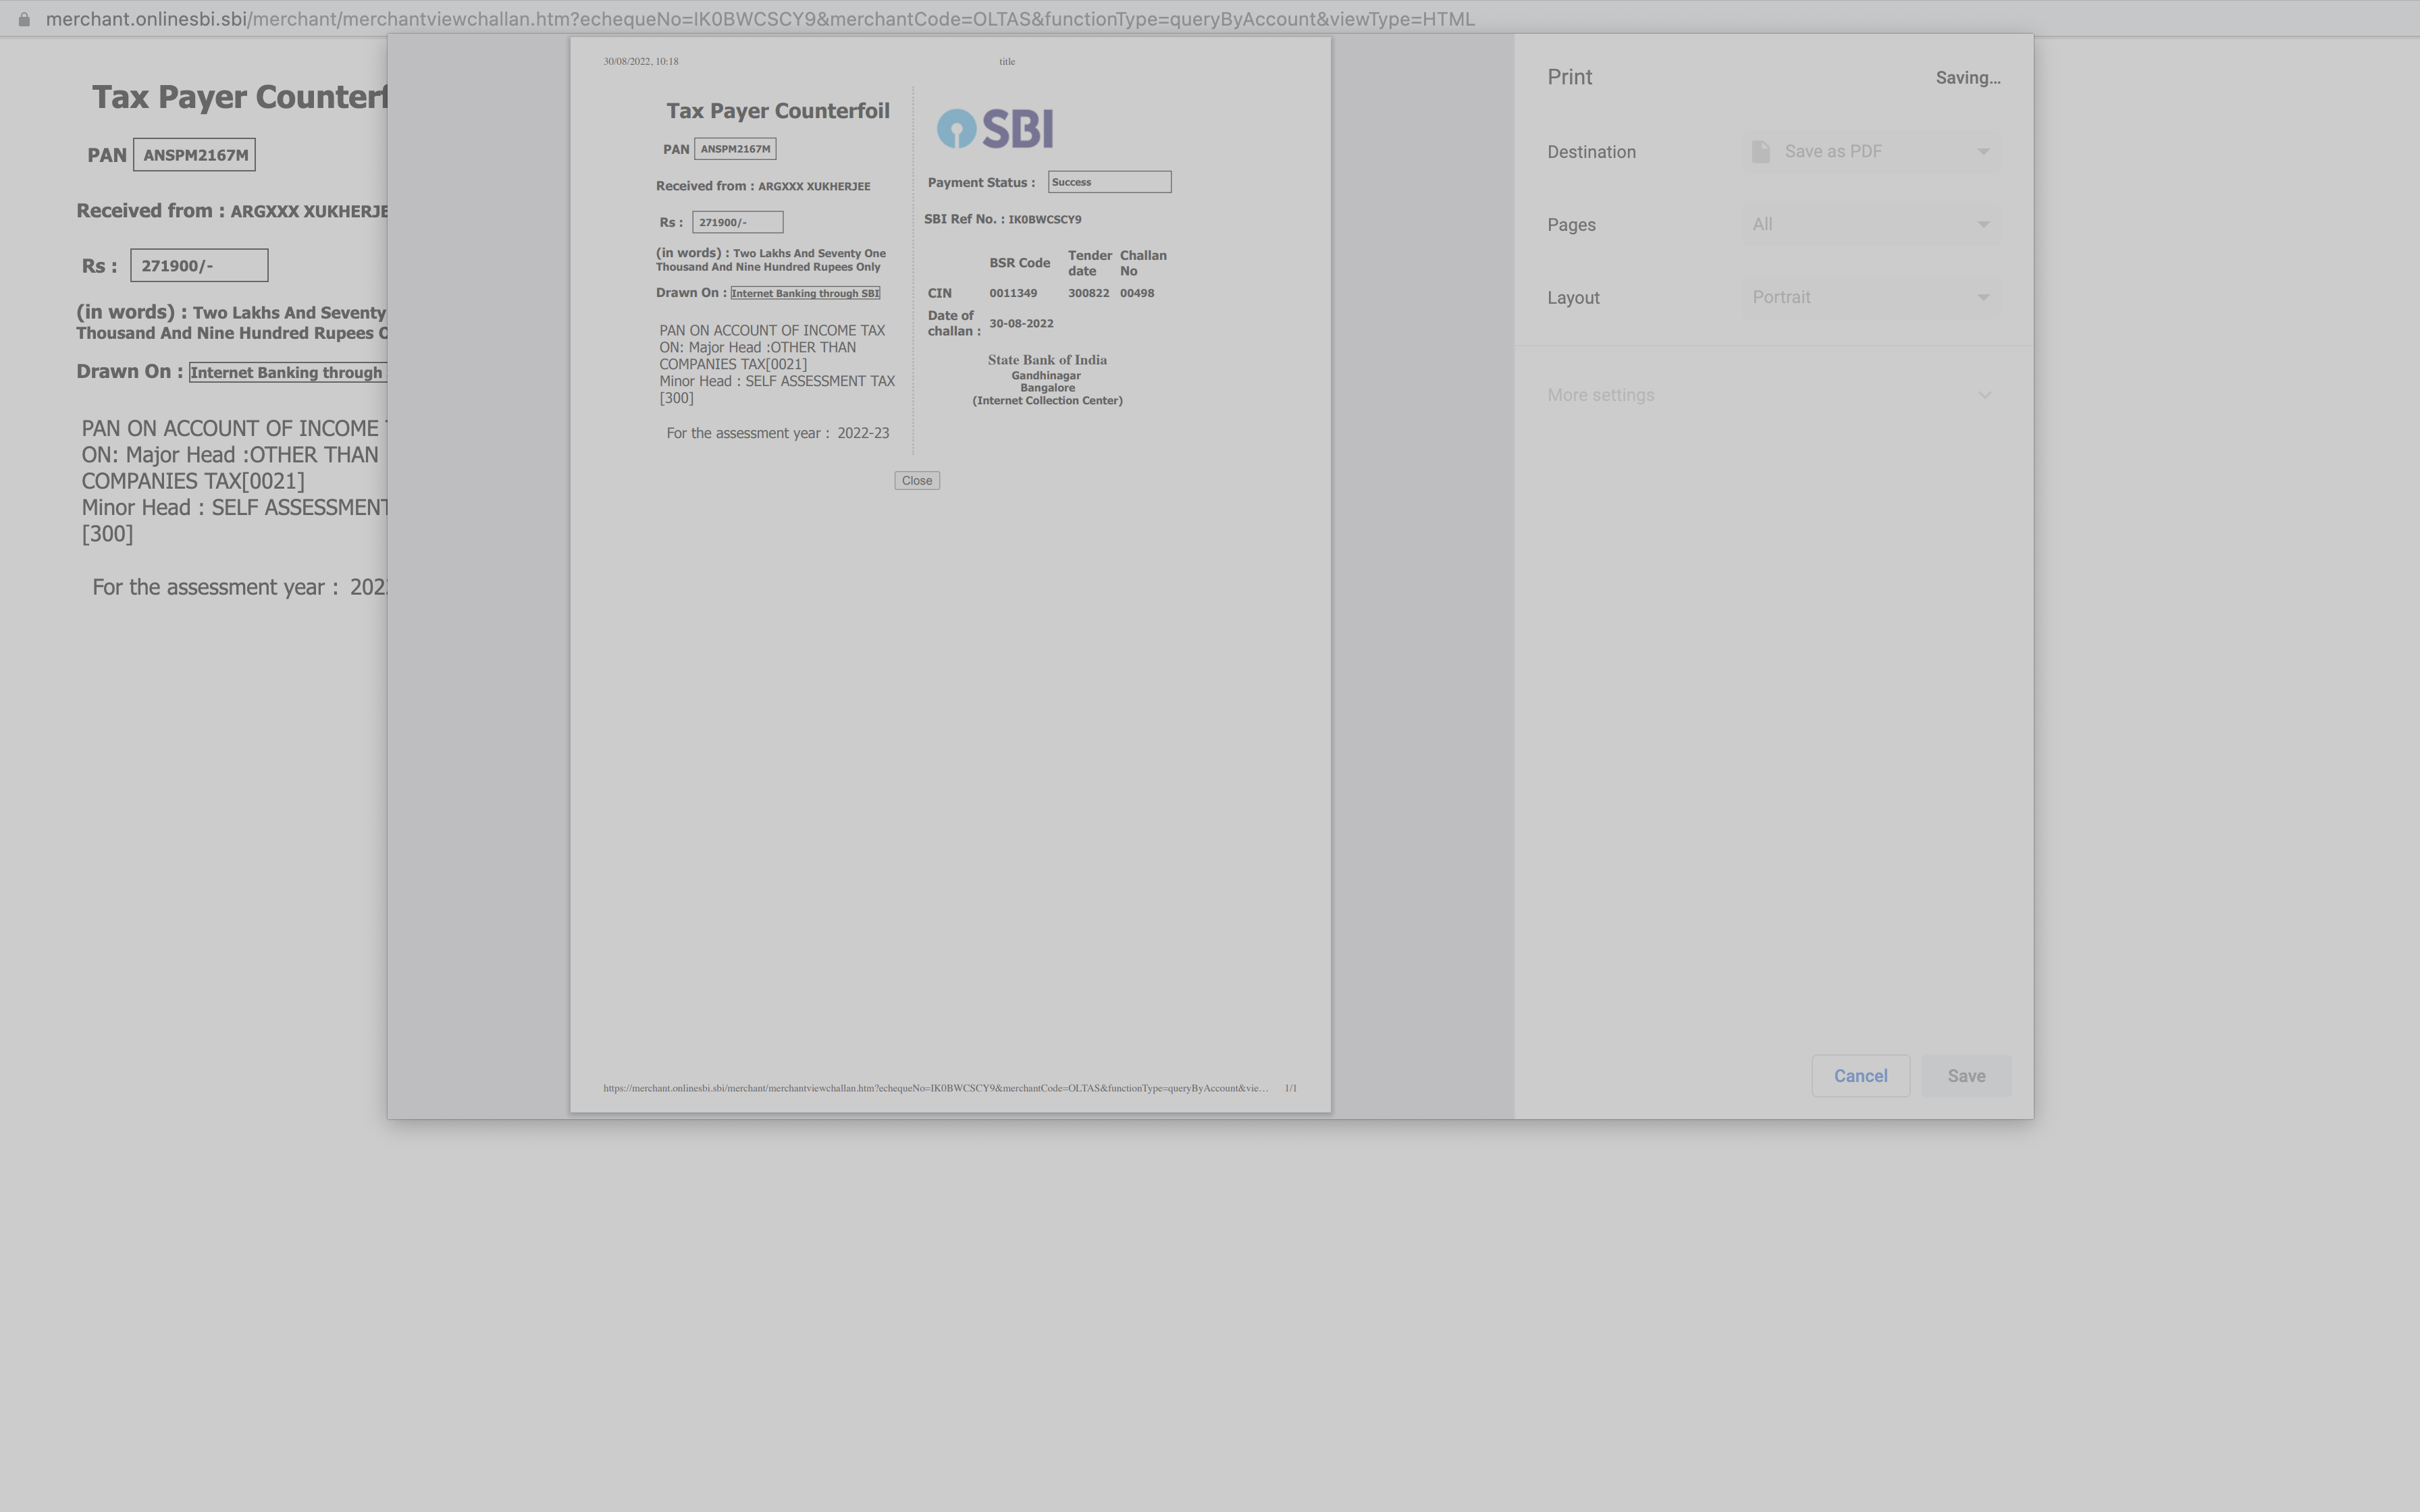 merchant.onlinesbi.sbi/merchant/merchantviewchallan.htm?echequeNo=IK0BWCSCY9&merchantCode=OLTAS&functionType=queryByAccount&viewType=HTML
Tax Payer Counterf
PAN ANSPM2167M
Received from : ARGXXX XUKHERJE
Rs : 271900/-
(in words) : Two Lakhs And Seventy
Thousand And Nine Hundred Rupees O
Drawn On : Internet Banking through
PAN ON ACCOUNT OF INCOME T
ON: Major Head :OTHER THAN
COMPANIES TAX[0021]
Minor Head : SELF ASSESSMENT
[300]
For the assessment year : 202
30/08/2022, 10:18 title
Tax Payer Counterfoil
PAN ANSPM2167M
Received from : ARGXXX XUKHERJEE
Rs : 271900/-
(in words) : Two Lakhs And Seventy One
Thousand And Nine Hundred Rupees Only
Drawn On : Internet Banking through SBI
PAN ON ACCOUNT OF INCOME TAX
ON: Major Head :OTHER THAN
COMPANIES TAX[0021]
Minor Head : SELF ASSESSMENT TAX
[300]
For the assessment year : 2022-23
SBI
Payment Status : Success
SBI Ref No. : IK0BWCSCY9
BSR Code Tender date Challan No
CIN 0011349 300822 00498
Date of challan : 30-08-2022
State Bank of India
Gandhinagar
Bangalore
(Internet Collection Center)
Close
https://merchant.onlinesbi.sbi/merchant/merchantviewchallan.htm?echequeNo=IK0BWCSCY9&merchantCode=OLTAS&functionType=queryByAccount&vie… 1/1
Print Saving...
Destination Save as PDF
Pages All
Layout Portrait
More settings
Cancel Save